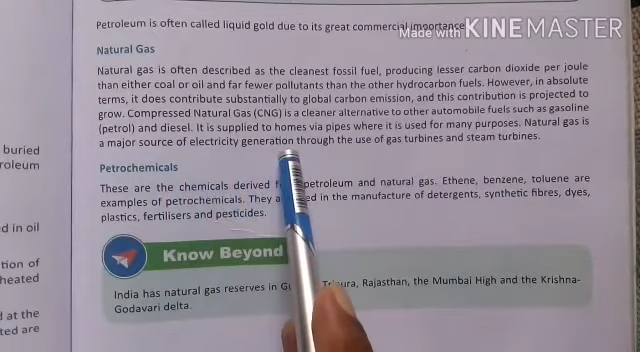 Petroleum is often called liquid gold due to its great commercial importance
Made with KINEMASTER
Natural Gas
Natural gas is often described as the cleanest fossil fuel, producing lesser carbon dioxide per joule
than either coal or oil and far fewer pollutants than the other hydrocarbon fuels. However, in absolute
terms, it does contribute substantially to global carbon emission, and this contribution is projected to
grow. Compressed Natural Gas (CNG) is a cleaner alternative to other automobile fuels such as gasoline
(petrol) and diesel. It is supplied to homes via pipes where it is used for many purposes. Natural gas is
a major source of electricity generation through the use of gas turbines and steam turbines.
Petrochemicals
These are the chemicals derived petroleum and natural gas. Ethene, benzene, toluene are
examples of petrochemicals. They in the manufacture of detergents, synthetic fibres, dyes,
plastics, fertilisers and pesticides.
Know Beyond
India has natural gas reserves in Tripura, Rajasthan, the Mumbai High and the Krishna-
Godavari delta.
buried
roleum
d in oil
tion of
heated
d at the
ted are